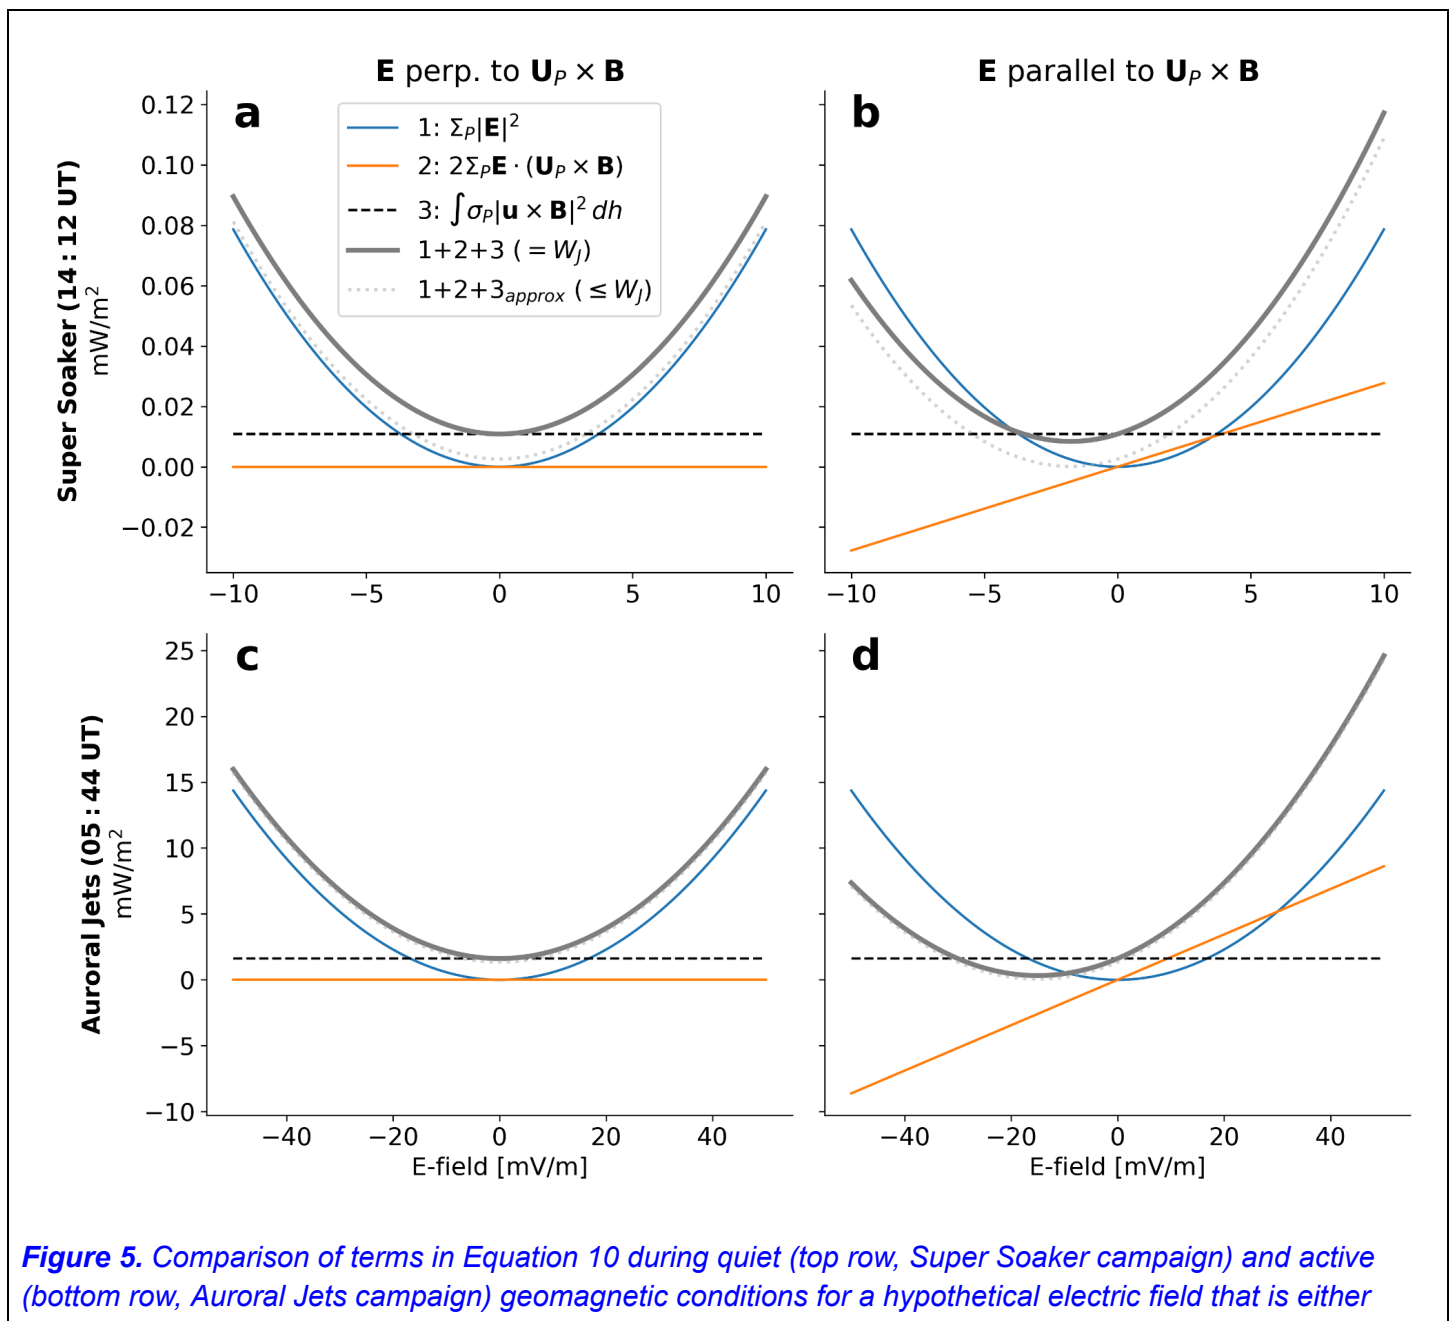 E perp. to U_P × B
E parallel to U_P × B
Super Soaker (14 : 12 UT)
mW/m²
a
0.12
0.10
0.08
0.06
0.04
0.02
0.00
−0.02
1: Σ_P|E|²
2: 2Σ_P E · (U_P × B)
3: ∫σ_P|u × B|² dh
1+2+3 ( = W_J)
1+2+3_approx ( ≤ W_J)
−10 −5 0 5 10
b
−10 −5 0 5 10
Auroral Jets (05 : 44 UT)
mW/m²
c
25
20
15
10
5
0
−5
−10
−40 −20 0 20 40
E-field [mV/m]
d
−40 −20 0 20 40
E-field [mV/m]
Figure 5. Comparison of terms in Equation 10 during quiet (top row, Super Soaker campaign) and active
(bottom row, Auroral Jets campaign) geomagnetic conditions for a hypothetical electric field that is either